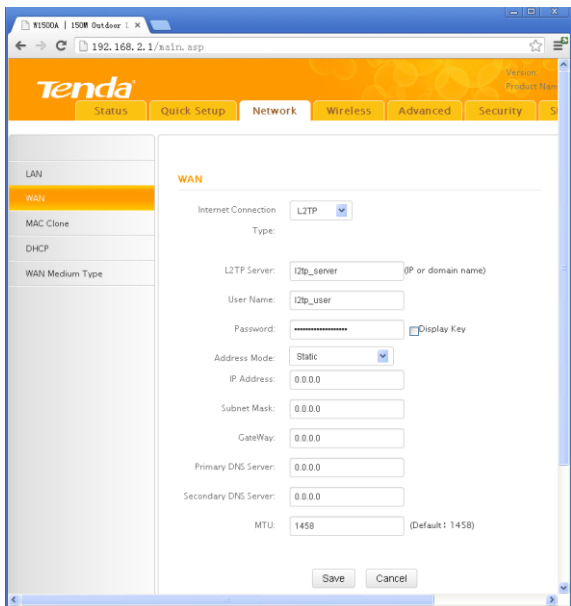 W1500A | 150M Outdoor
192.168.2.1/main.asp
Tenda
Version:
Product Nam
Status Quick Setup Network Wireless Advanced Security
LAN
WAN
MAC Clone
DHCP
WAN Medium Type
WAN
Internet Connection L2TP
Type:
L2TP Server: l2tp_server (IP or domain name)
User Name: l2tp_user
Password: Display Key
Address Mode: Static
IP Address: 0.0.0.0
Subnet Mask: 0.0.0.0
GateWay: 0.0.0.0
Primary DNS Server: 0.0.0.0
Secondary DNS Server: 0.0.0.0
MTU: 1458 (Default: 1458)
Save Cancel